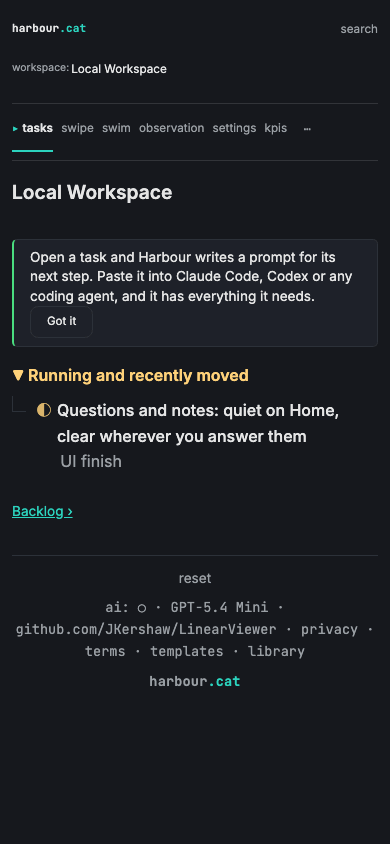 harbour.cat
search
workspace: Local Workspace
▸ tasks swipe swim observation settings kpis ⋯
Local Workspace
Open a task and Harbour writes a prompt for its
next step. Paste it into Claude Code, Codex or any
coding agent, and it has everything it needs.
Got it
▼ Running and recently moved
Questions and notes: quiet on Home,
clear wherever you answer them
UI finish
Backlog ›
reset
ai: ○ · GPT-5.4 Mini ·
github.com/JKershaw/LinearViewer · privacy ·
terms · templates · library
harbour.cat